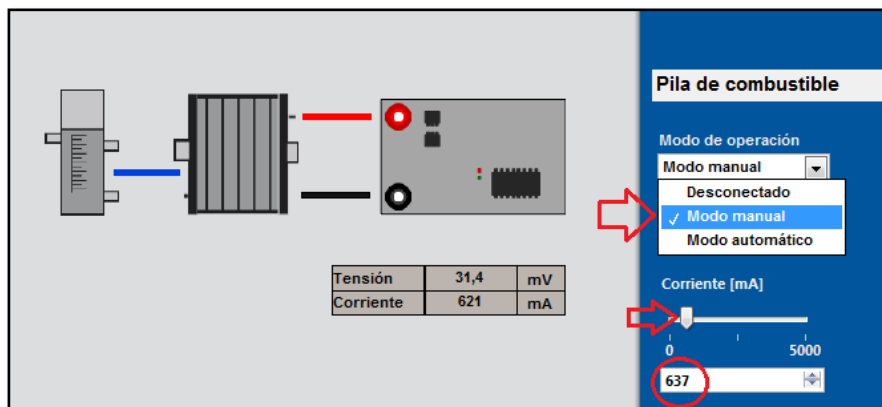 Pila de combustible
Modo de operación
Modo manual
Desconectado
✓ Modo manual
Modo automático
Tensión 31,4 mV
Corriente 621 mA
Corriente [mA]
0 5000
637